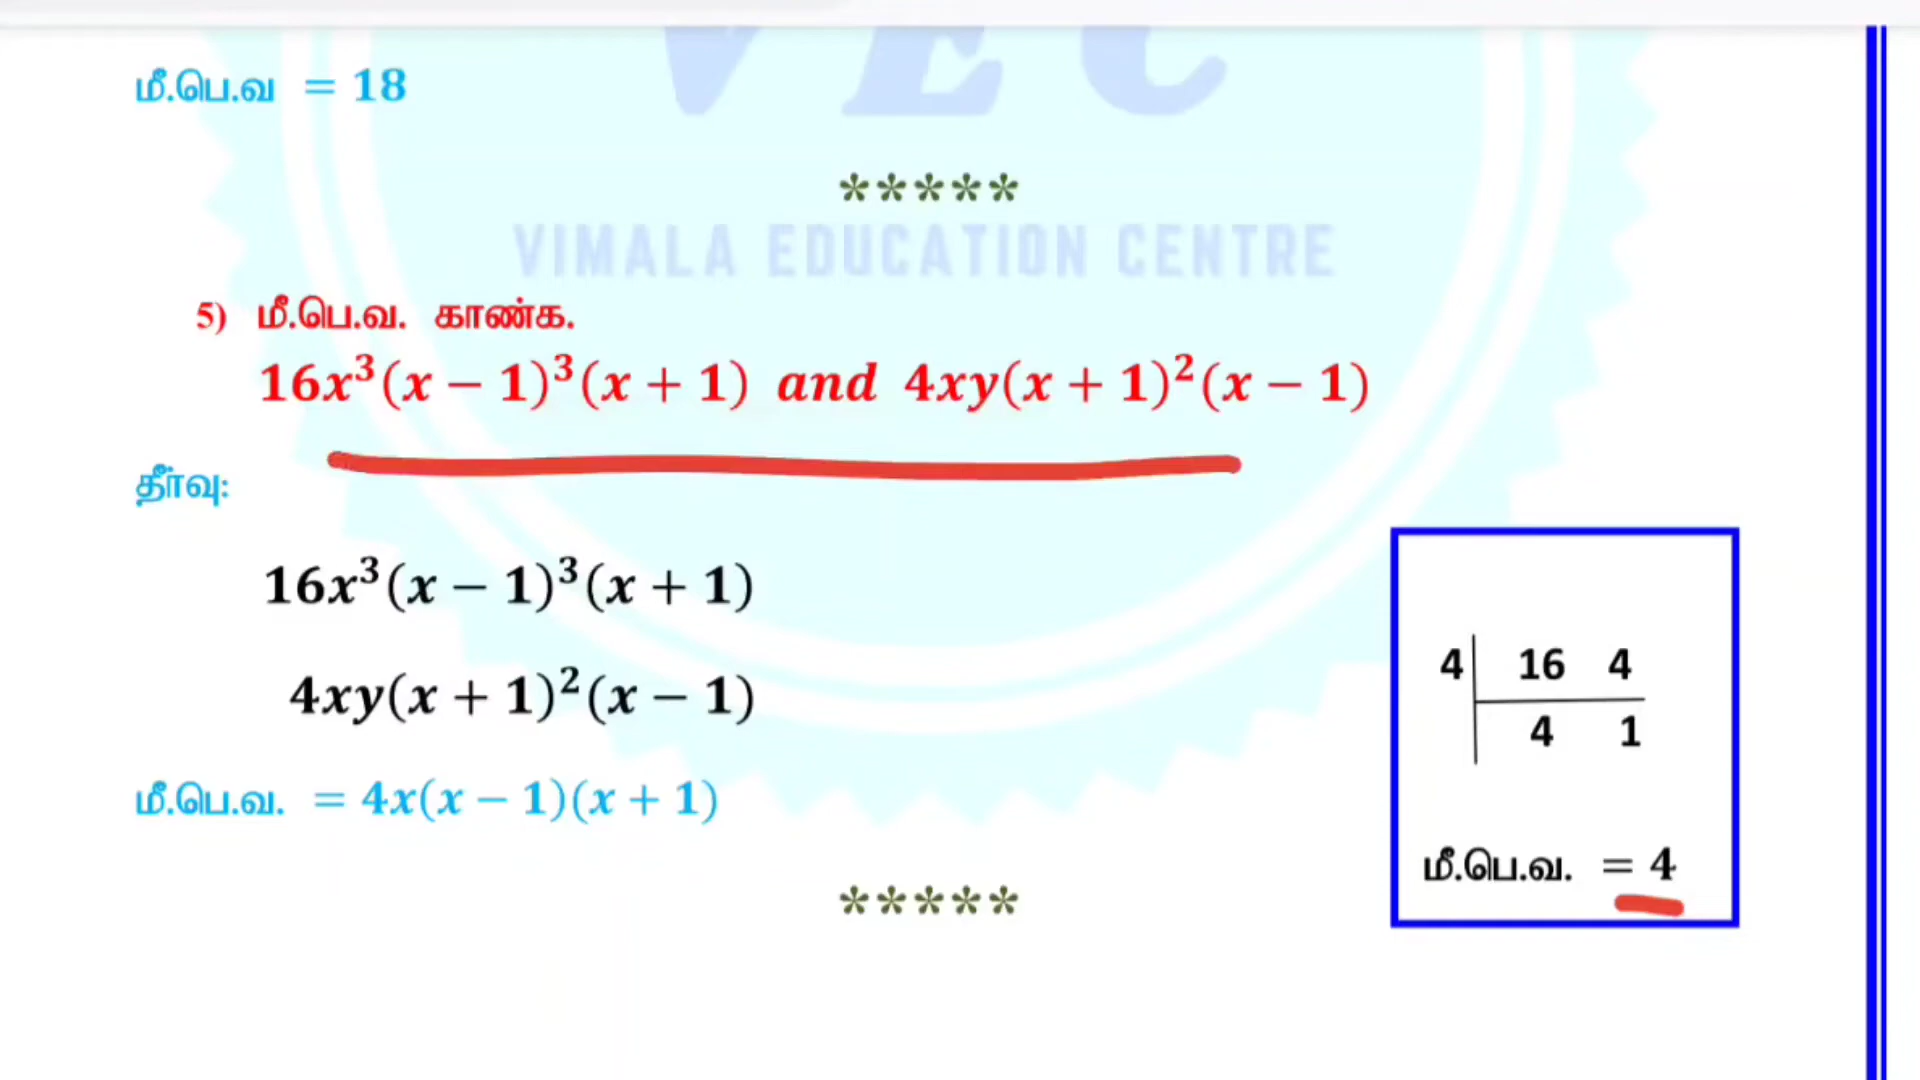 VEC
மீ.பெ.வ = 18
*****
VIMALA EDUCATION CENTRE
5) மீ.பெ.வ. காண்க.
16x³(x − 1)³(x + 1) and 4xy(x + 1)²(x − 1)
தீர்வு:
16x³(x − 1)³(x + 1)
4xy(x + 1)²(x − 1)
மீ.பெ.வ. = 4x(x − 1)(x + 1)
*****
4 | 16 4
4 1
மீ.பெ.வ. = 4